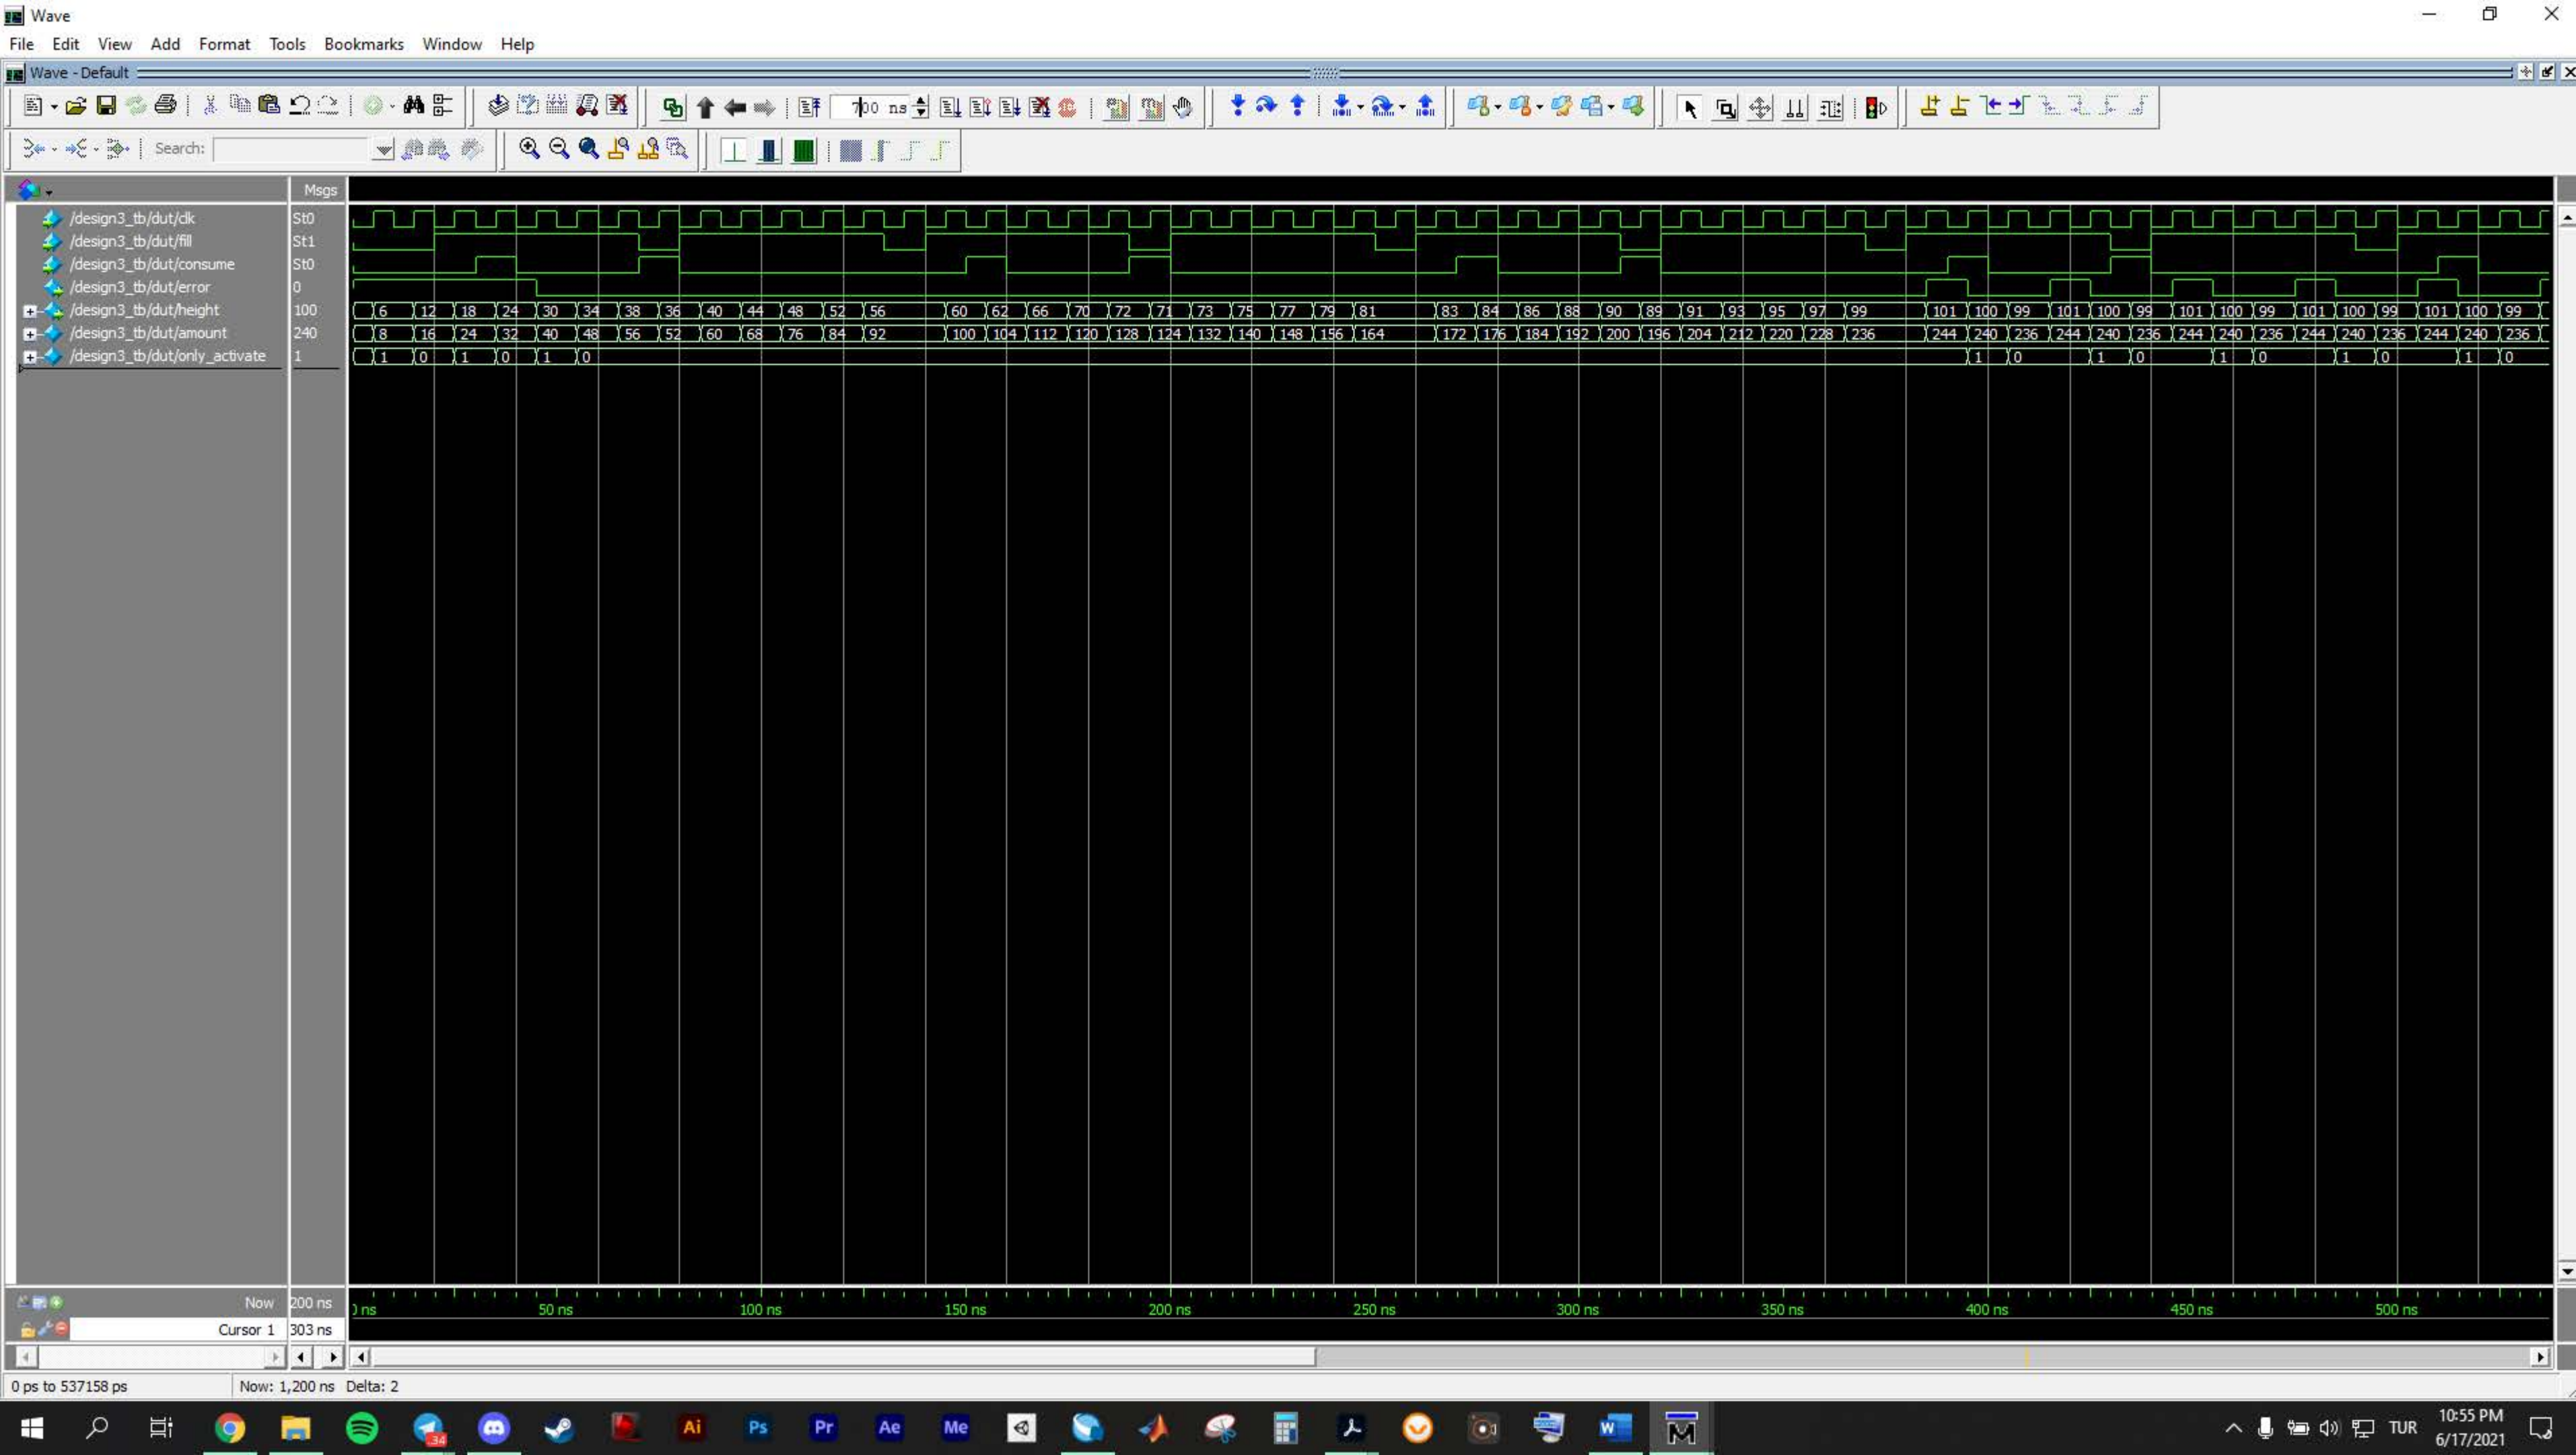 Wave
File Edit View Add Format Tools Bookmarks Window Help
Wave - Default
700 ns
Search:
Msgs
/design3_tb/dut/clk St0
/design3_tb/dut/fill St1
/design3_tb/dut/consume St0
/design3_tb/dut/error 0
/design3_tb/dut/height 100 6 12 18 24 30 34 38 36 40 44 48 52 56 60 62 66 70 72 71 73 75 77 79 81 83 84 86 88 90 89 91 93 95 97 99 101 100 99 101 100 99 101 100 99 101 100 99 101 100 99
/design3_tb/dut/amount 240 8 16 24 32 40 48 56 52 60 68 76 84 92 100 104 112 120 128 124 132 140 148 156 164 172 176 184 192 200 196 204 212 220 228 236 244 240 236 244 240 236 244 240 236 244 240 236 244 240 236
/design3_tb/dut/only_activate 1 1 0 1 0 1 0 1 0 1 0 1 0 1 0 1 0
Now 200 ns 50 ns 100 ns 150 ns 200 ns 250 ns 300 ns 350 ns 400 ns 450 ns 500 ns
Cursor 1 303 ns
0 ps to 537158 ps Now: 1,200 ns Delta: 2
34 Ai Ps Pr Ae Me W M TUR 10:55 PM
6/17/2021